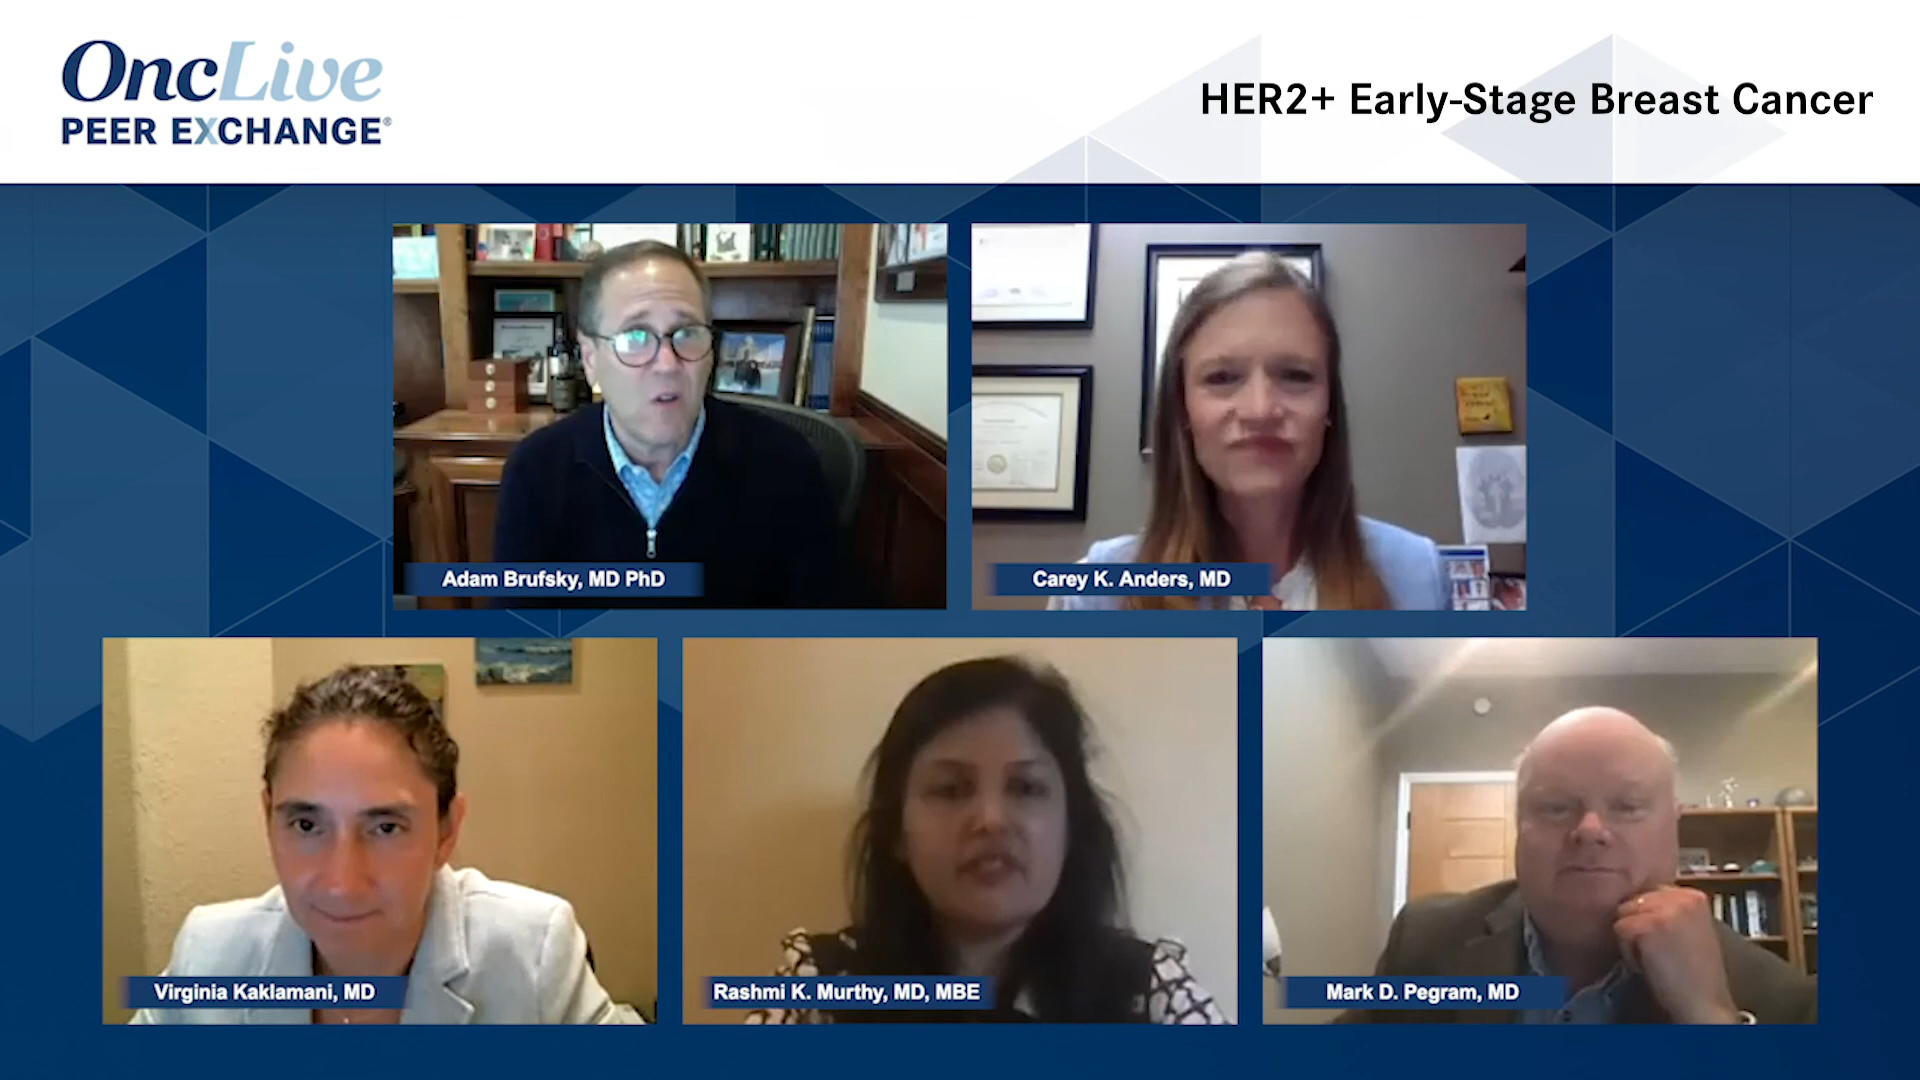 OncLive
PEER EXCHANGE®
HER2+ Early-Stage Breast Cancer
Adam Brufsky, MD PhD
Carey K. Anders, MD
Virginia Kaklamani, MD
Rashmi K. Murthy, MD, MBE
Mark D. Pegram, MD